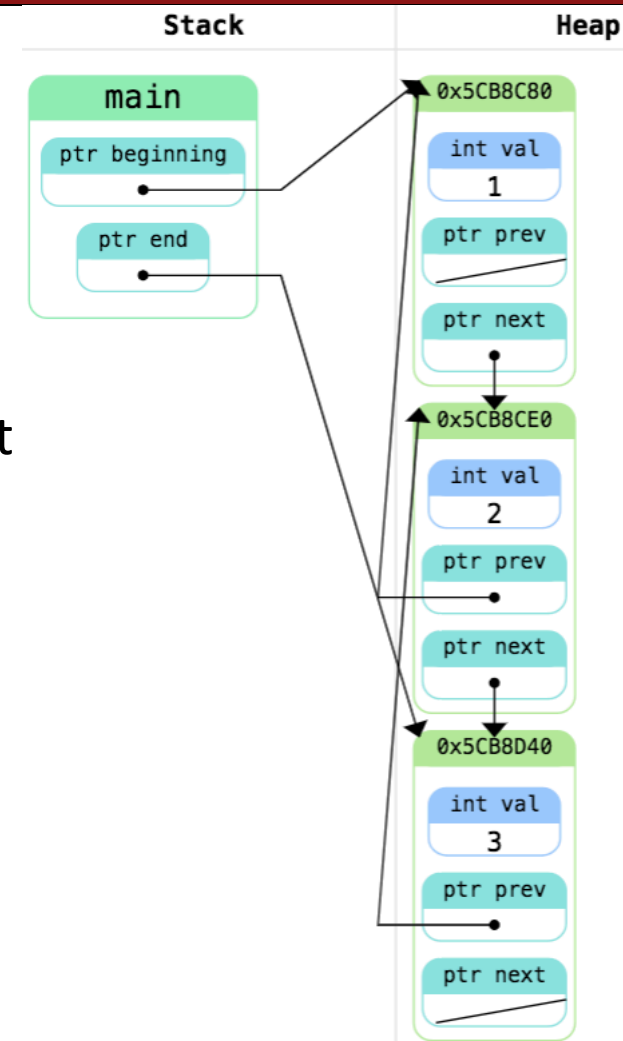 Stack
Heap
main
ptr beginning
ptr end
t
0x5CB8C80
int val
1
ptr prev
ptr next
0x5CB8CE0
int val
2
ptr prev
ptr next
0x5CB8D40
int val
3
ptr prev
ptr next